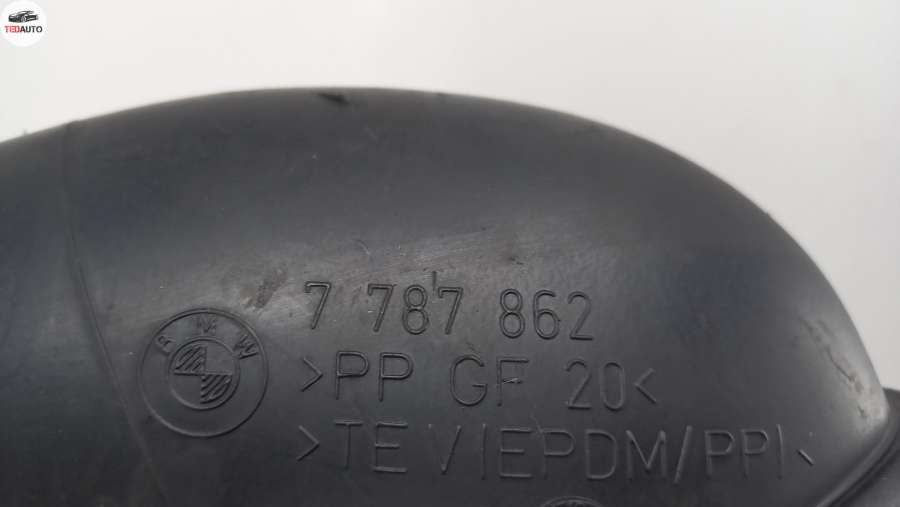 TEDAUTO
7 787 862
BMW
>PP GF 20<
>TEV(EPDM/PP)<